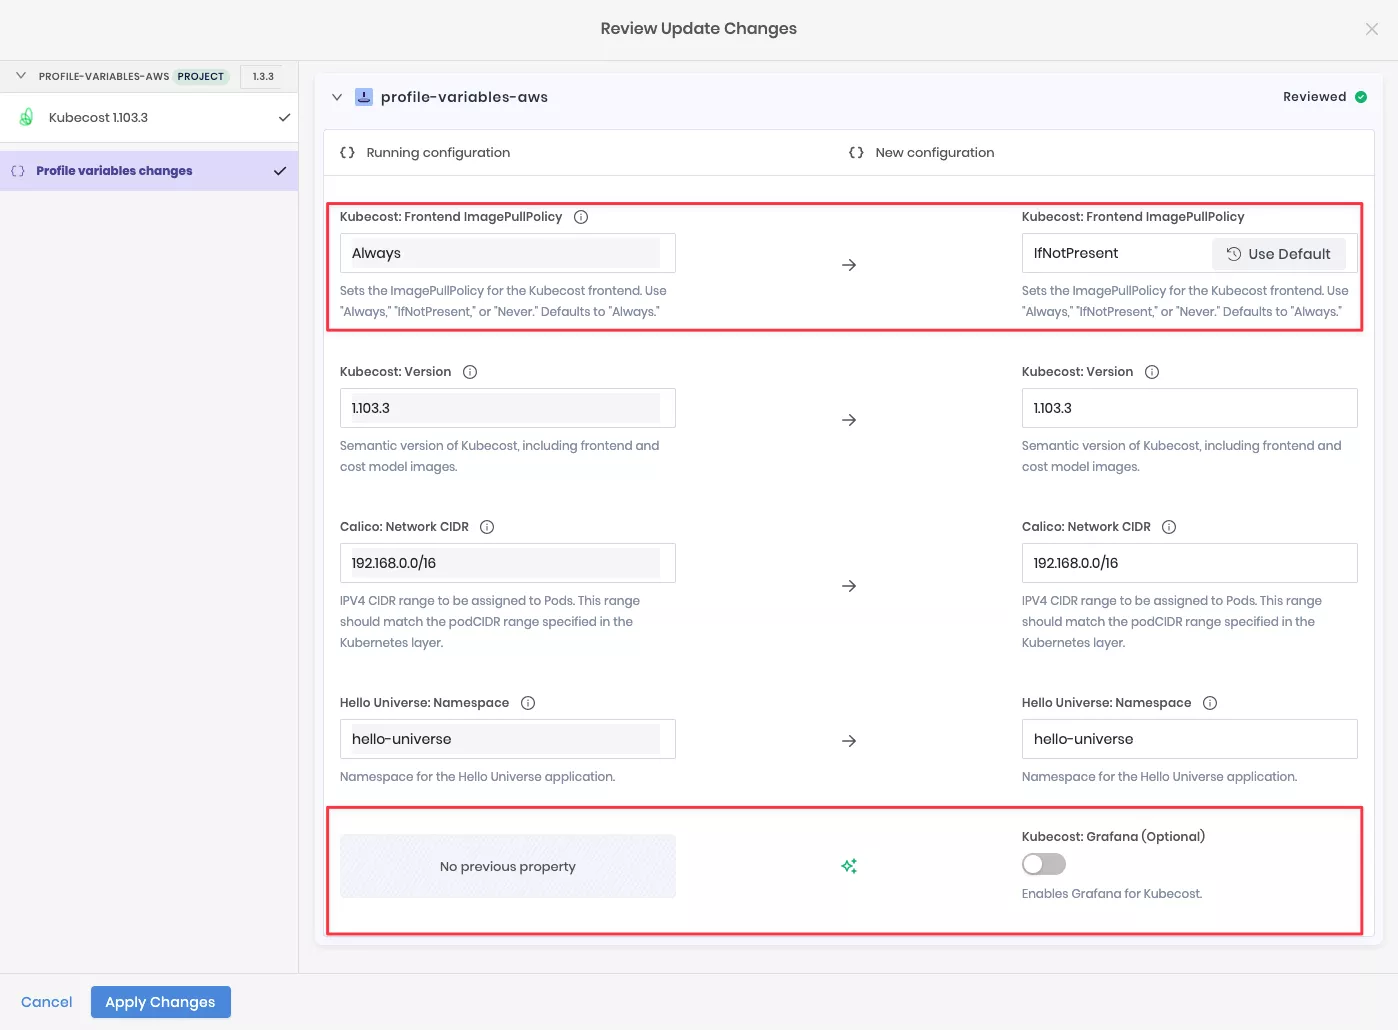 Review Update Changes
PROFILE-VARIABLES-AWS PROJECT 1.3.3
Kubecost 1.103.3
Profile variables changes
profile-variables-aws
Reviewed
Running configuration
New configuration
Kubecost: Frontend ImagePullPolicy
Always
Sets the ImagePullPolicy for the Kubecost frontend. Use
"Always," "IfNotPresent," or "Never." Defaults to "Always."
Kubecost: Frontend ImagePullPolicy
IfNotPresent
Use Default
Sets the ImagePullPolicy for the Kubecost frontend. Use
"Always," "IfNotPresent," or "Never." Defaults to "Always."
Kubecost: Version
1.103.3
Semantic version of Kubecost, including frontend and
cost model images.
Kubecost: Version
1.103.3
Semantic version of Kubecost, including frontend and
cost model images.
Calico: Network CIDR
192.168.0.0/16
IPV4 CIDR range to be assigned to Pods. This range
should match the podCIDR range specified in the
Kubernetes layer.
Calico: Network CIDR
192.168.0.0/16
IPV4 CIDR range to be assigned to Pods. This range
should match the podCIDR range specified in the
Kubernetes layer.
Hello Universe: Namespace
hello-universe
Namespace for the Hello Universe application.
Hello Universe: Namespace
hello-universe
Namespace for the Hello Universe application.
No previous property
Kubecost: Grafana (Optional)
Enables Grafana for Kubecost.
Cancel
Apply Changes